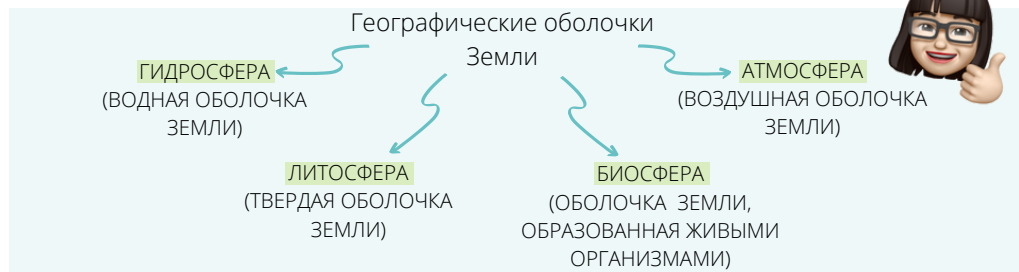 Географические оболочки
Земли
ГИДРОСФЕРА
(ВОДНАЯ ОБОЛОЧКА
ЗЕМЛИ)
АТМОСФЕРА
(ВОЗДУШНАЯ ОБОЛОЧКА
ЗЕМЛИ)
ЛИТОСФЕРА
(ТВЕРДАЯ ОБОЛОЧКА
ЗЕМЛИ)
БИОСФЕРА
(ОБОЛОЧКА ЗЕМЛИ,
ОБРАЗОВАННАЯ ЖИВЫМИ
ОРГАНИЗМАМИ)